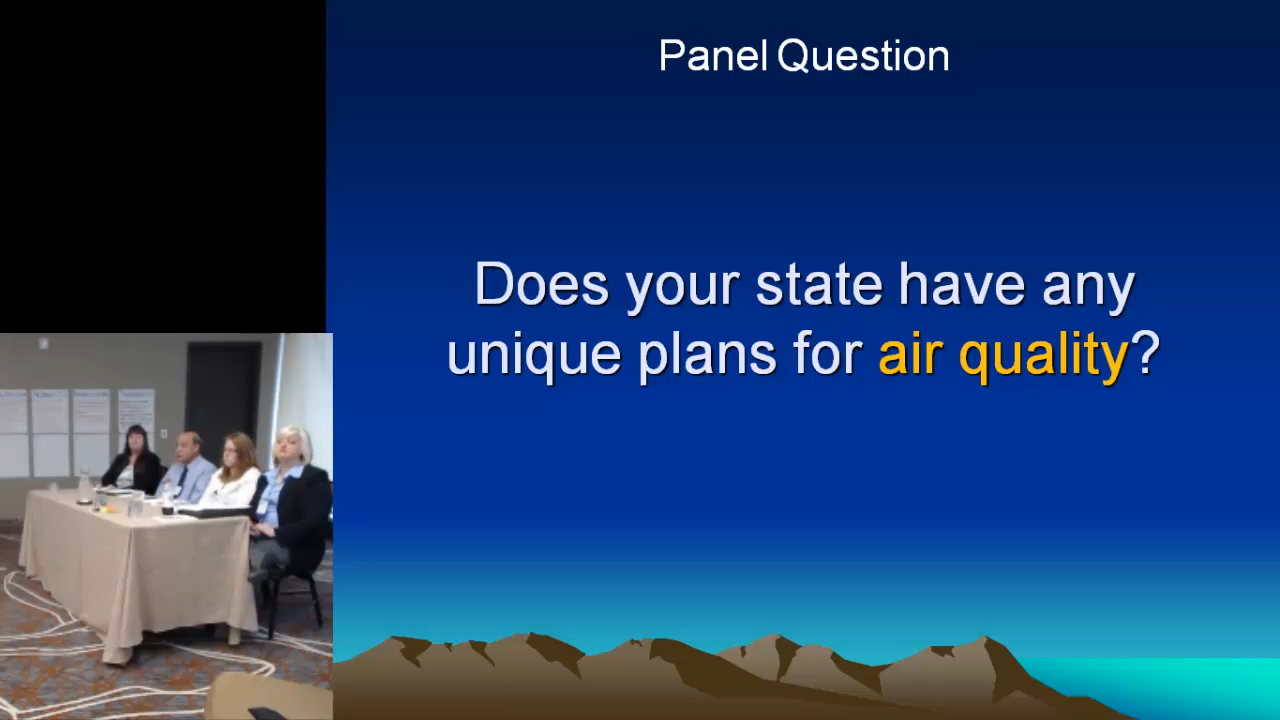 Panel Question
Does your state have any
unique plans for air quality?